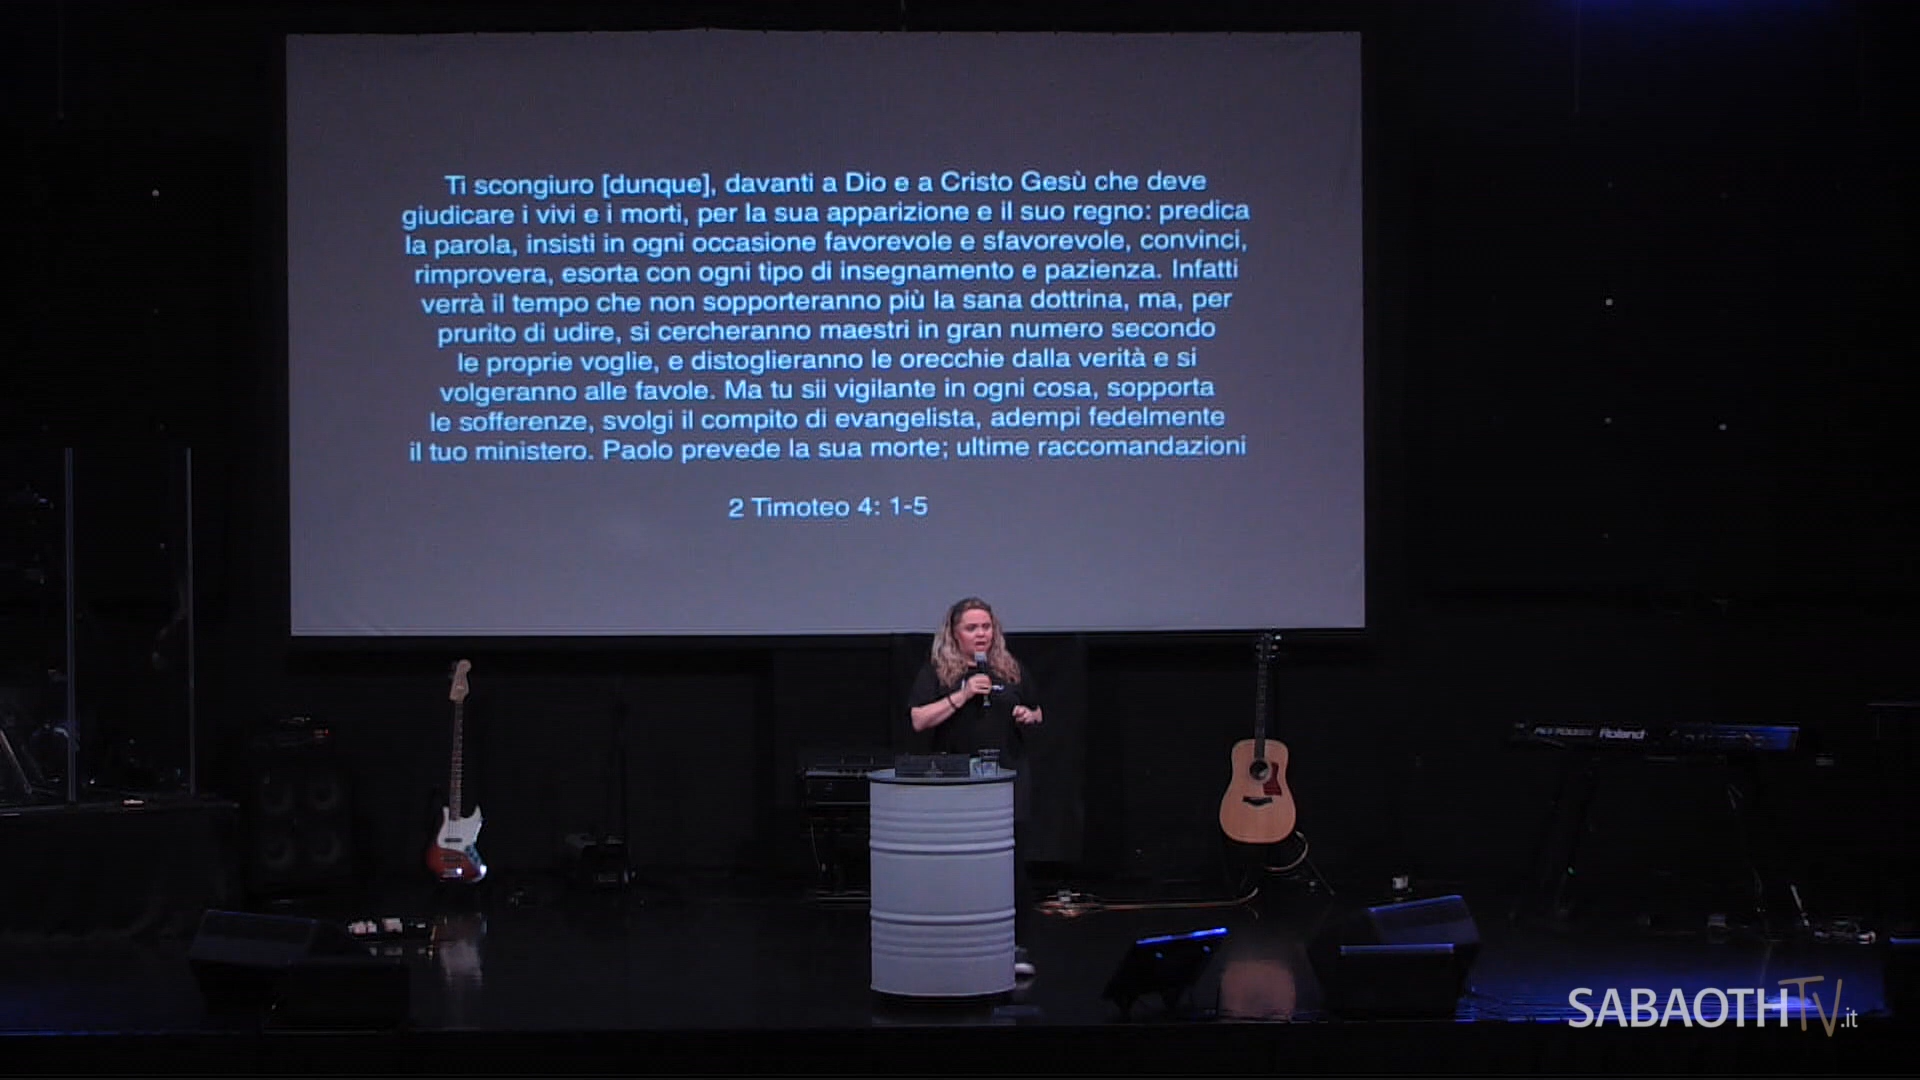 Ti scongiuro [dunque], davanti a Dio e a Cristo Gesù che deve
giudicare i vivi e i morti, per la sua apparizione e il suo regno: predica
la parola, insisti in ogni occasione favorevole e sfavorevole, convinci,
rimprovera, esorta con ogni tipo di insegnamento e pazienza. Infatti
verrà il tempo che non sopporteranno più la sana dottrina, ma, per
prurito di udire, si cercheranno maestri in gran numero secondo
le proprie voglie, e distoglieranno le orecchie dalla verità e si
volgeranno alle favole. Ma tu sii vigilante in ogni cosa, sopporta
le sofferenze, svolgi il compito di evangelista, adempi fedelmente
il tuo ministero. Paolo prevede la sua morte; ultime raccomandazioni
2 Timoteo 4: 1-5
Roland
SABAOTHTV.it